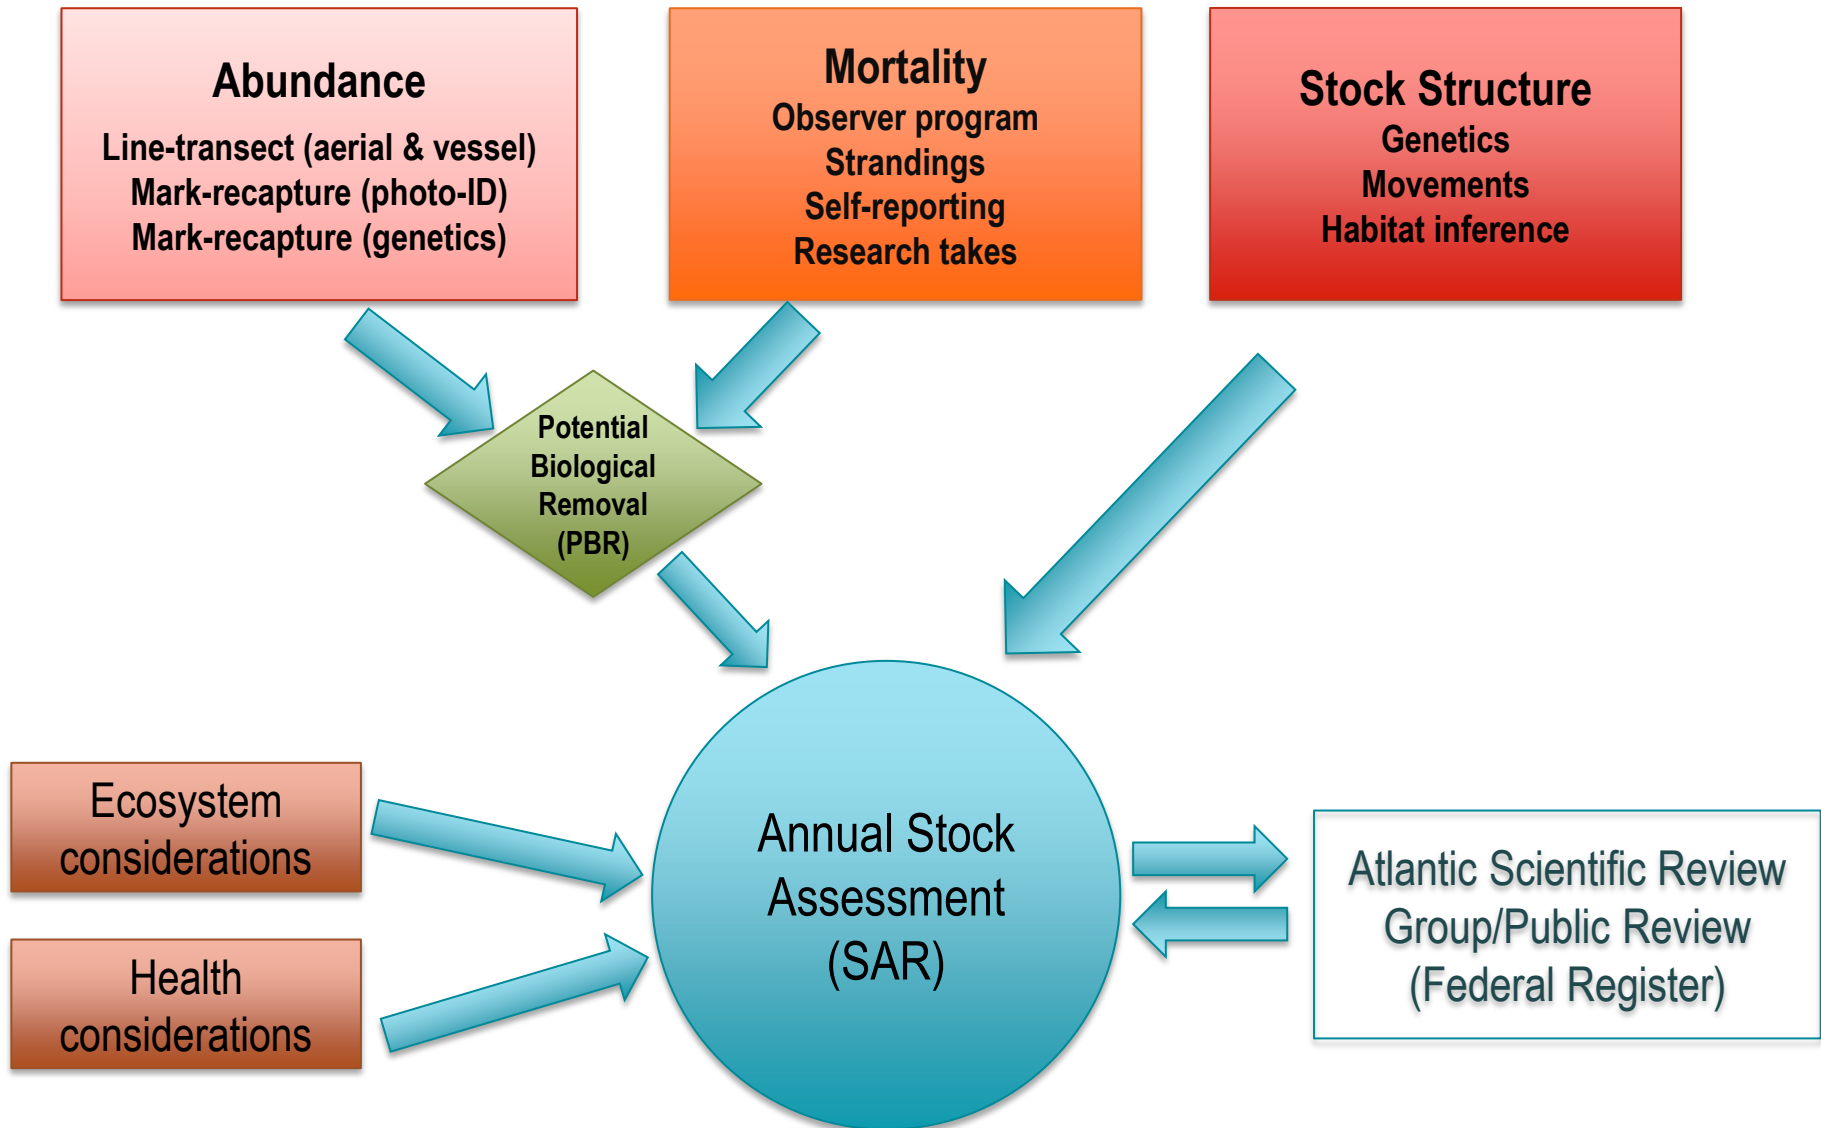 Abundance
Line-transect (aerial & vessel)
Mark-recapture (photo-ID)
Mark-recapture (genetics)
Mortality
Observer program
Strandings
Self-reporting
Research takes
Stock Structure
Genetics
Movements
Habitat inference
Potential
Biological
Removal
(PBR)
Ecosystem
considerations
Health
considerations
Annual Stock
Assessment
(SAR)
Atlantic Scientific Review
Group/Public Review
(Federal Register)